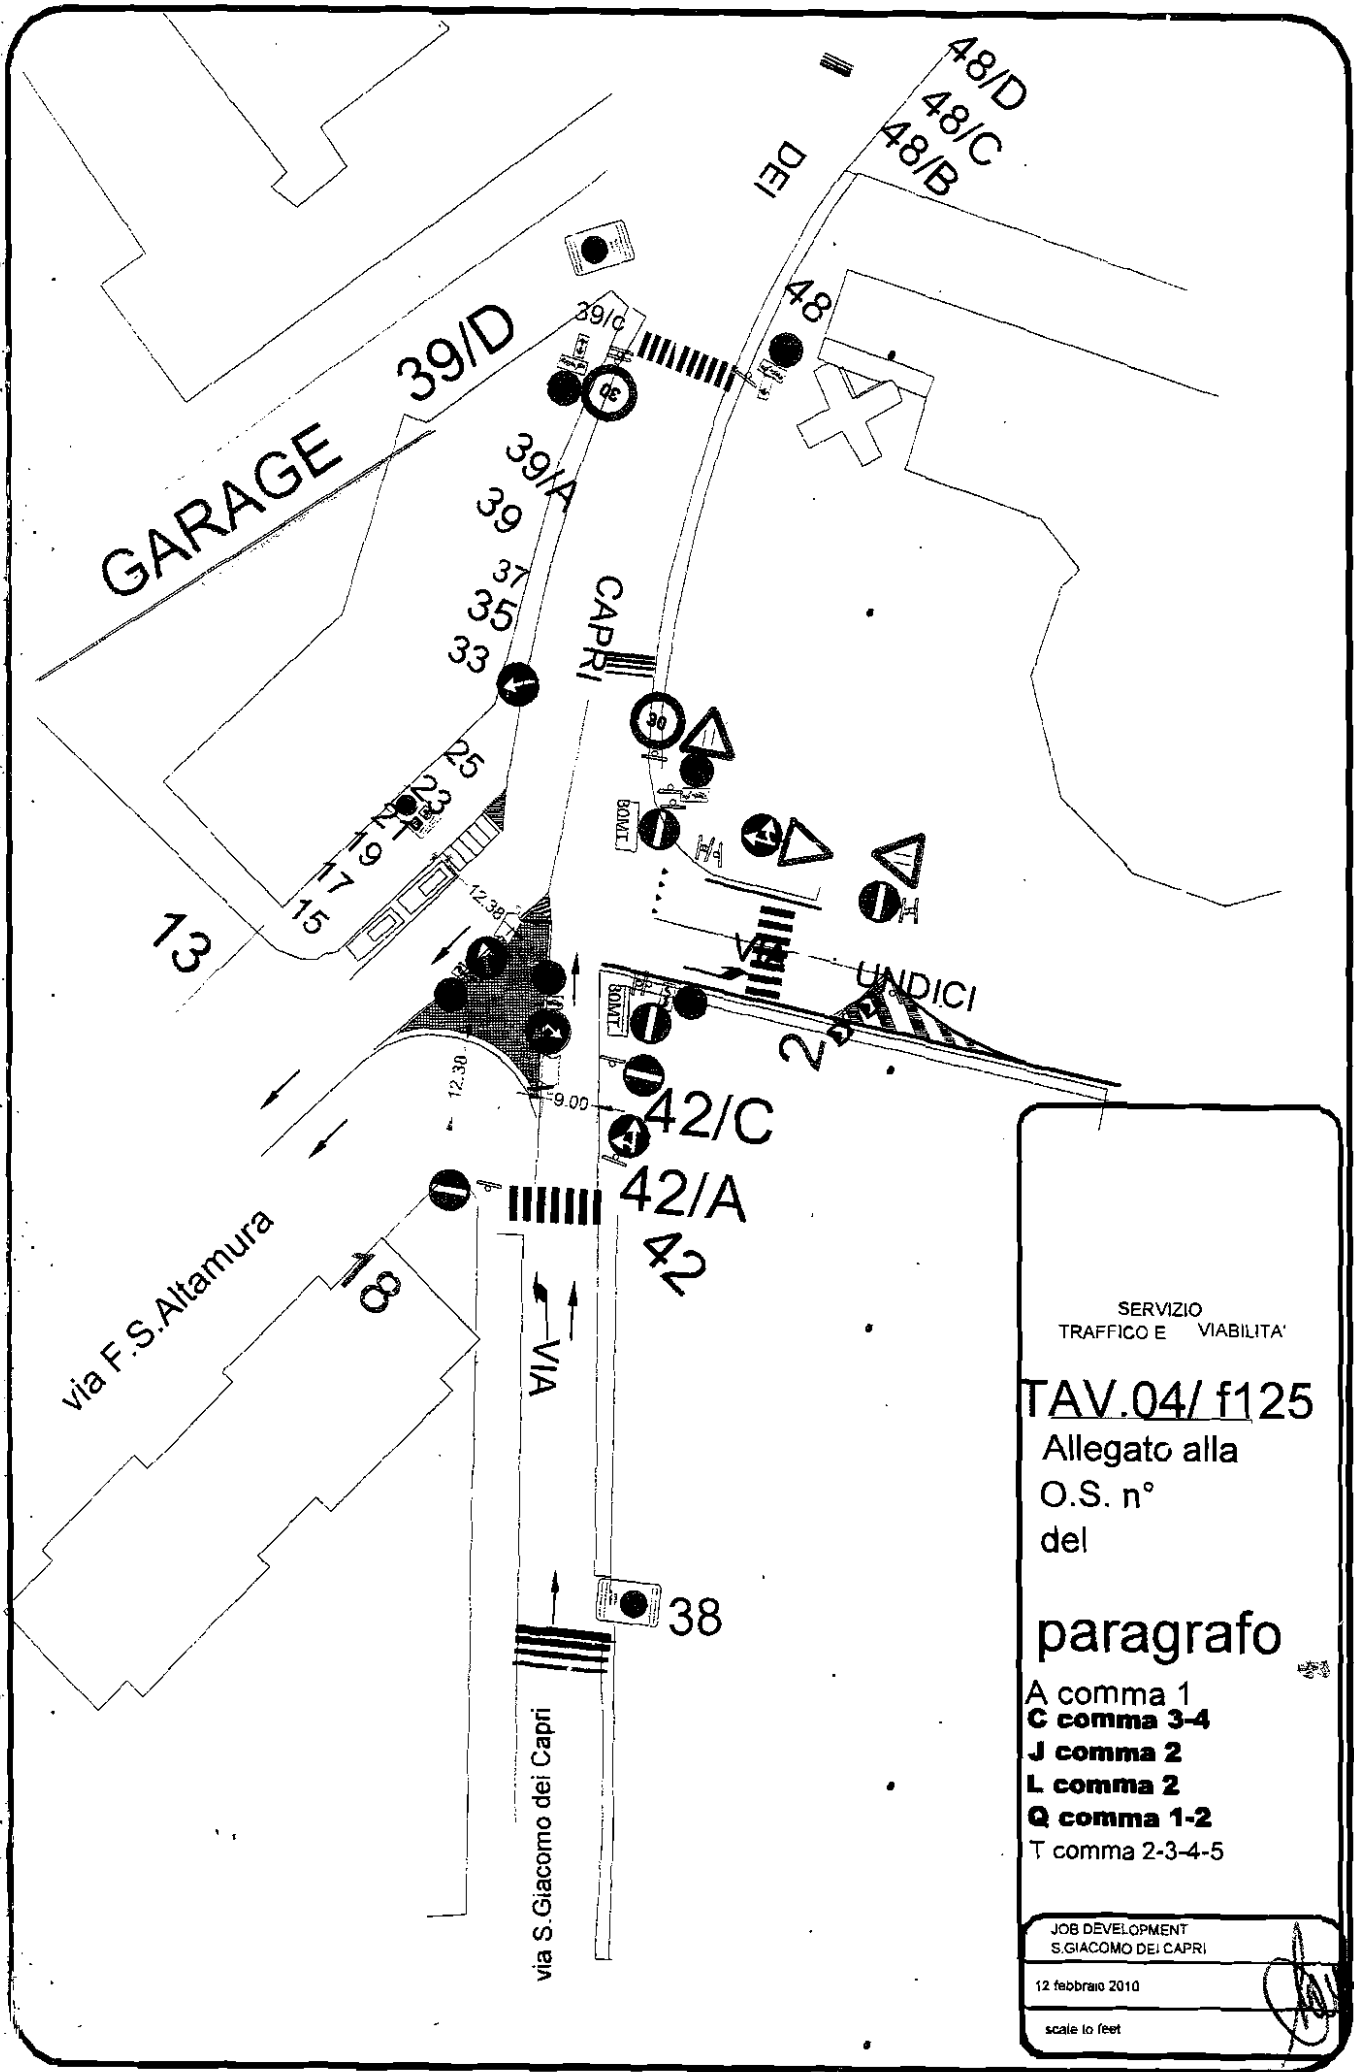 48/D
48/C
48/B
DEI
48
39/c
39/D
30
GARAGE
39/A
39
37
35
33
CAPRI
30
25
23
21
19
17
15
13
80MT.
12.38
VIA
UNDICI
80MT.
2
12.38
9.00
42/C
42/A
42
18
via F.S.Altamura
VIA
38
via S.Giacomo dei Capri
SERVIZIO
TRAFFICO E VIABILITA'
TAV.04/ f125
Allegato alla
O.S. n°
del
paragrafo
A comma 1
C comma 3-4
J comma 2
L comma 2
Q comma 1-2
T comma 2-3-4-5
JOB DEVELOPMENT
S.GIACOMO DEI CAPRI
12 febbraio 2010
scale to feet